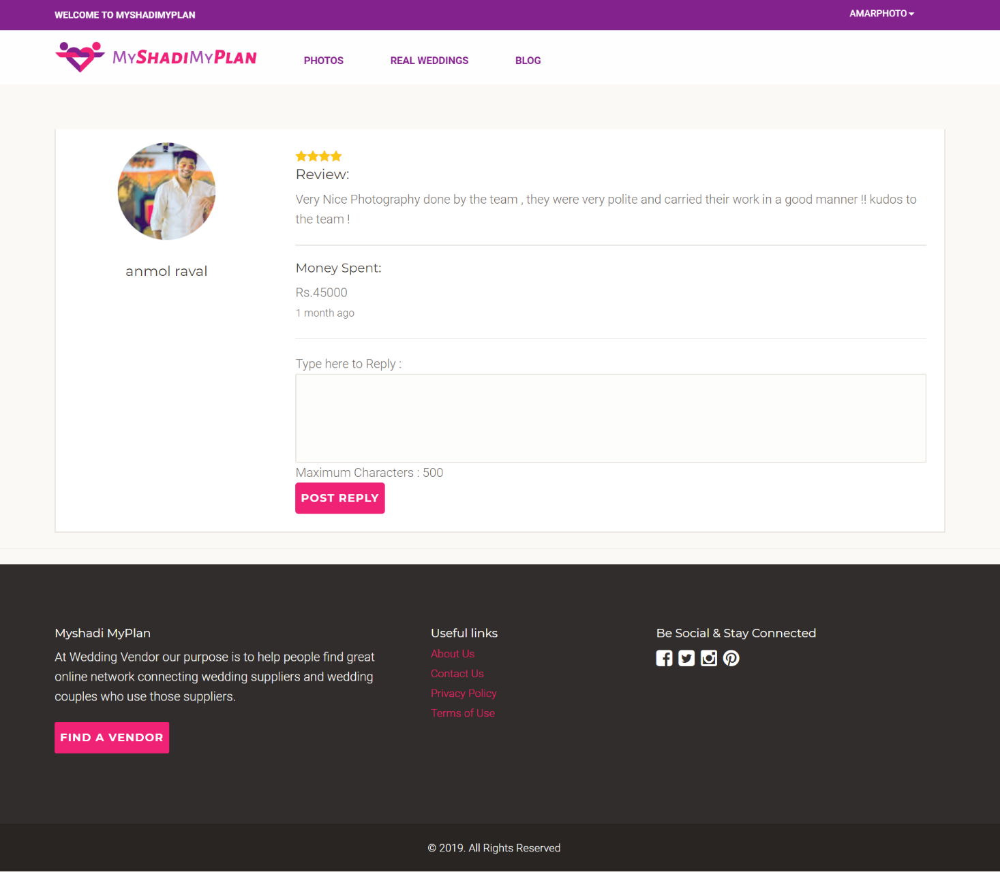 WELCOME TO MYSHADIMYPLAN
AMARPHOTO
MYSHADIMYPLAN
PHOTOS
REAL WEDDINGS
BLOG
anmol raval
Review:
Very Nice Photography done by the team , they were very polite and carried their work in a good manner !! kudos to
the team !
Money Spent:
Rs.45000
1 month ago
Type here to Reply :
Maximum Characters : 500
POST REPLY
Myshadi MyPlan
At Wedding Vendor our purpose is to help people find great
online network connecting wedding suppliers and wedding
couples who use those suppliers.
FIND A VENDOR
Useful links
About Us
Contact Us
Privacy Policy
Terms of Use
Be Social & Stay Connected
© 2019. All Rights Reserved